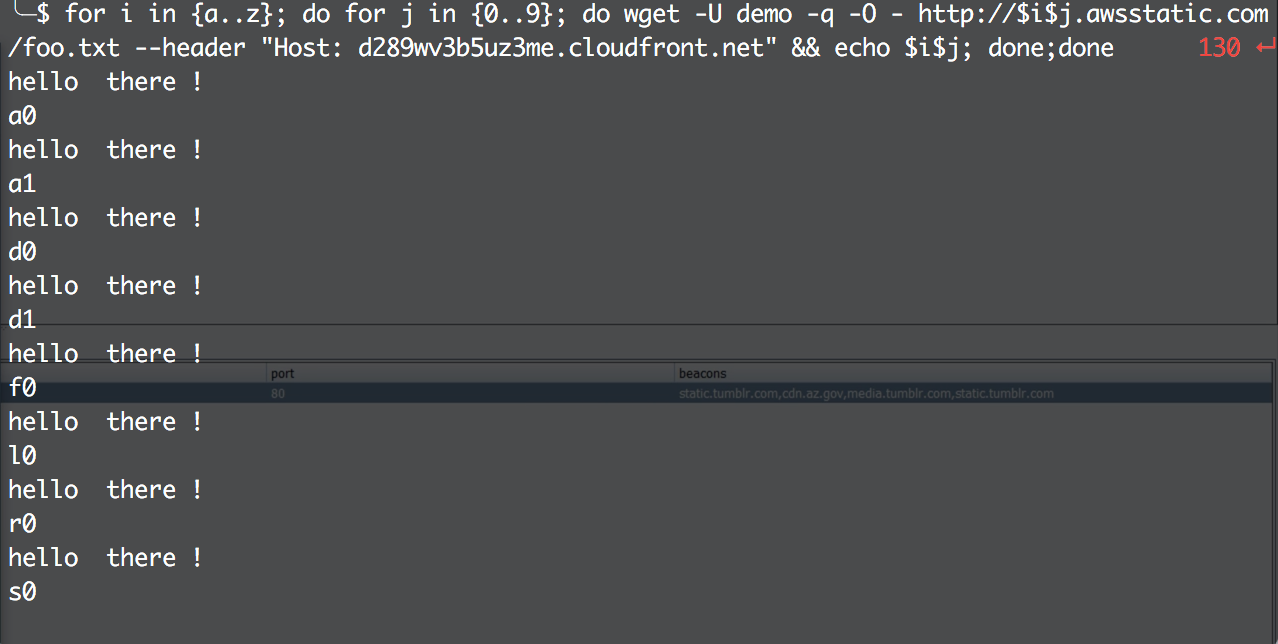 ╰─$ for i in {a..z}; do for j in {0..9}; do wget -U demo -q -O - http://$i$j.awsstatic.com
/foo.txt --header "Host: d289wv3b5uz3me.cloudfront.net" && echo $i$j; done;done 130 ↵
hello  there !
a0
hello  there !
a1
hello  there !
d0
hello  there !
d1
hello  there !
port beacons
f0
80 static.tumblr.com,cdn.az.gov,media.tumblr.com,static.tumblr.com
hello  there !
l0
hello  there !
r0
hello  there !
s0